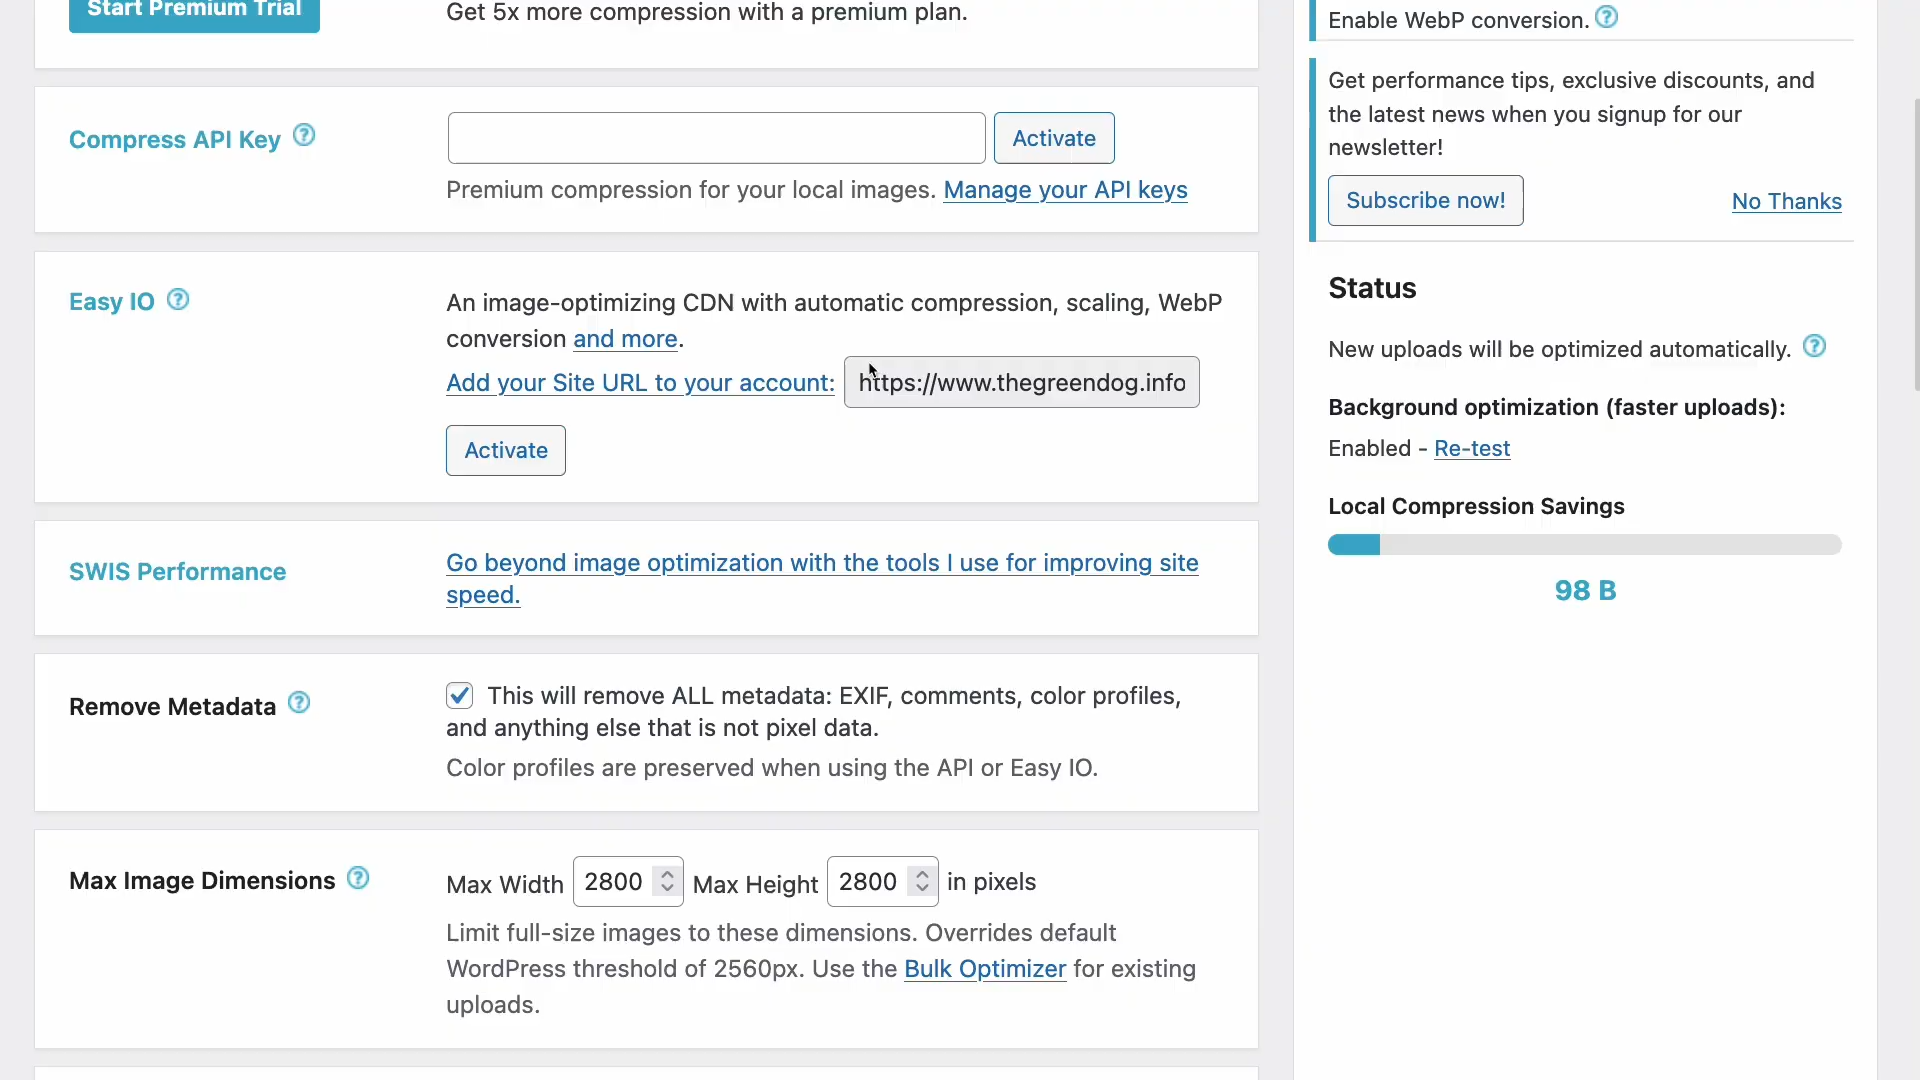 Start Premium Trial
Get 5x more compression with a premium plan.
Compress API Key
Activate
Premium compression for your local images. Manage your API keys
Easy IO
An image-optimizing CDN with automatic compression, scaling, WebP
conversion and more.
Add your Site URL to your account: https://www.thegreendog.info
Activate
SWIS Performance
Go beyond image optimization with the tools I use for improving site
speed.
Remove Metadata
This will remove ALL metadata: EXIF, comments, color profiles,
and anything else that is not pixel data.
Color profiles are preserved when using the API or Easy IO.
Max Image Dimensions
Max Width 2800 Max Height 2800 in pixels
Limit full-size images to these dimensions. Overrides default
WordPress threshold of 2560px. Use the Bulk Optimizer for existing
uploads.
Enable WebP conversion.
Get performance tips, exclusive discounts, and
the latest news when you signup for our
newsletter!
Subscribe now! No Thanks
Status
New uploads will be optimized automatically.
Background optimization (faster uploads):
Enabled - Re-test
Local Compression Savings
98 B